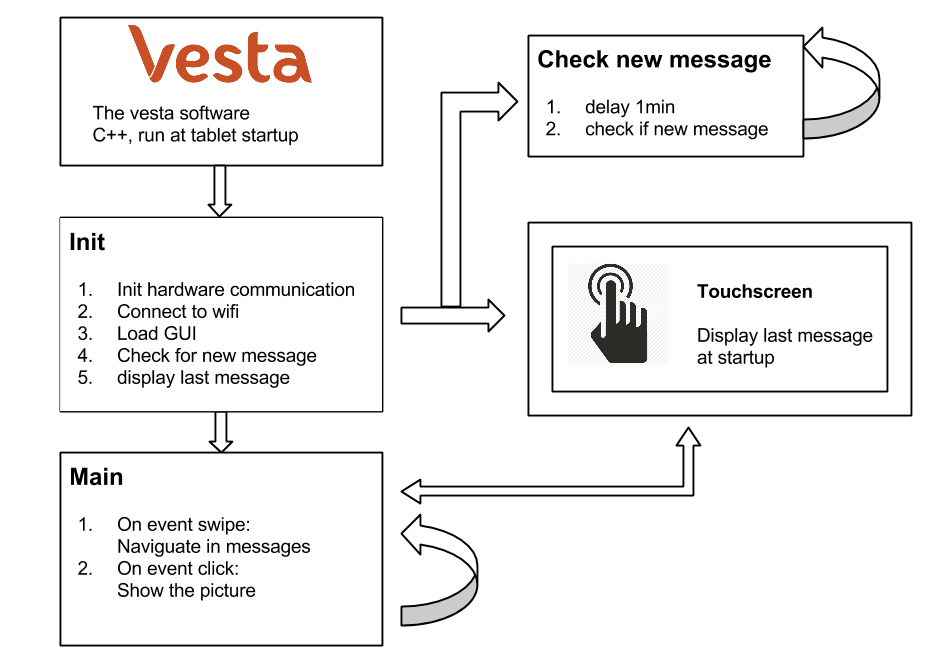 Vesta
The vesta software
C++, run at tablet startup
Init
1. Init hardware communication
2. Connect to wifi
3. Load GUI
4. Check for new message
5. display last message
Main
1. On event swipe:
Naviguate in messages
2. On event click:
Show the picture
Check new message
1. delay 1min
2. check if new message
Touchscreen
Display last message
at startup